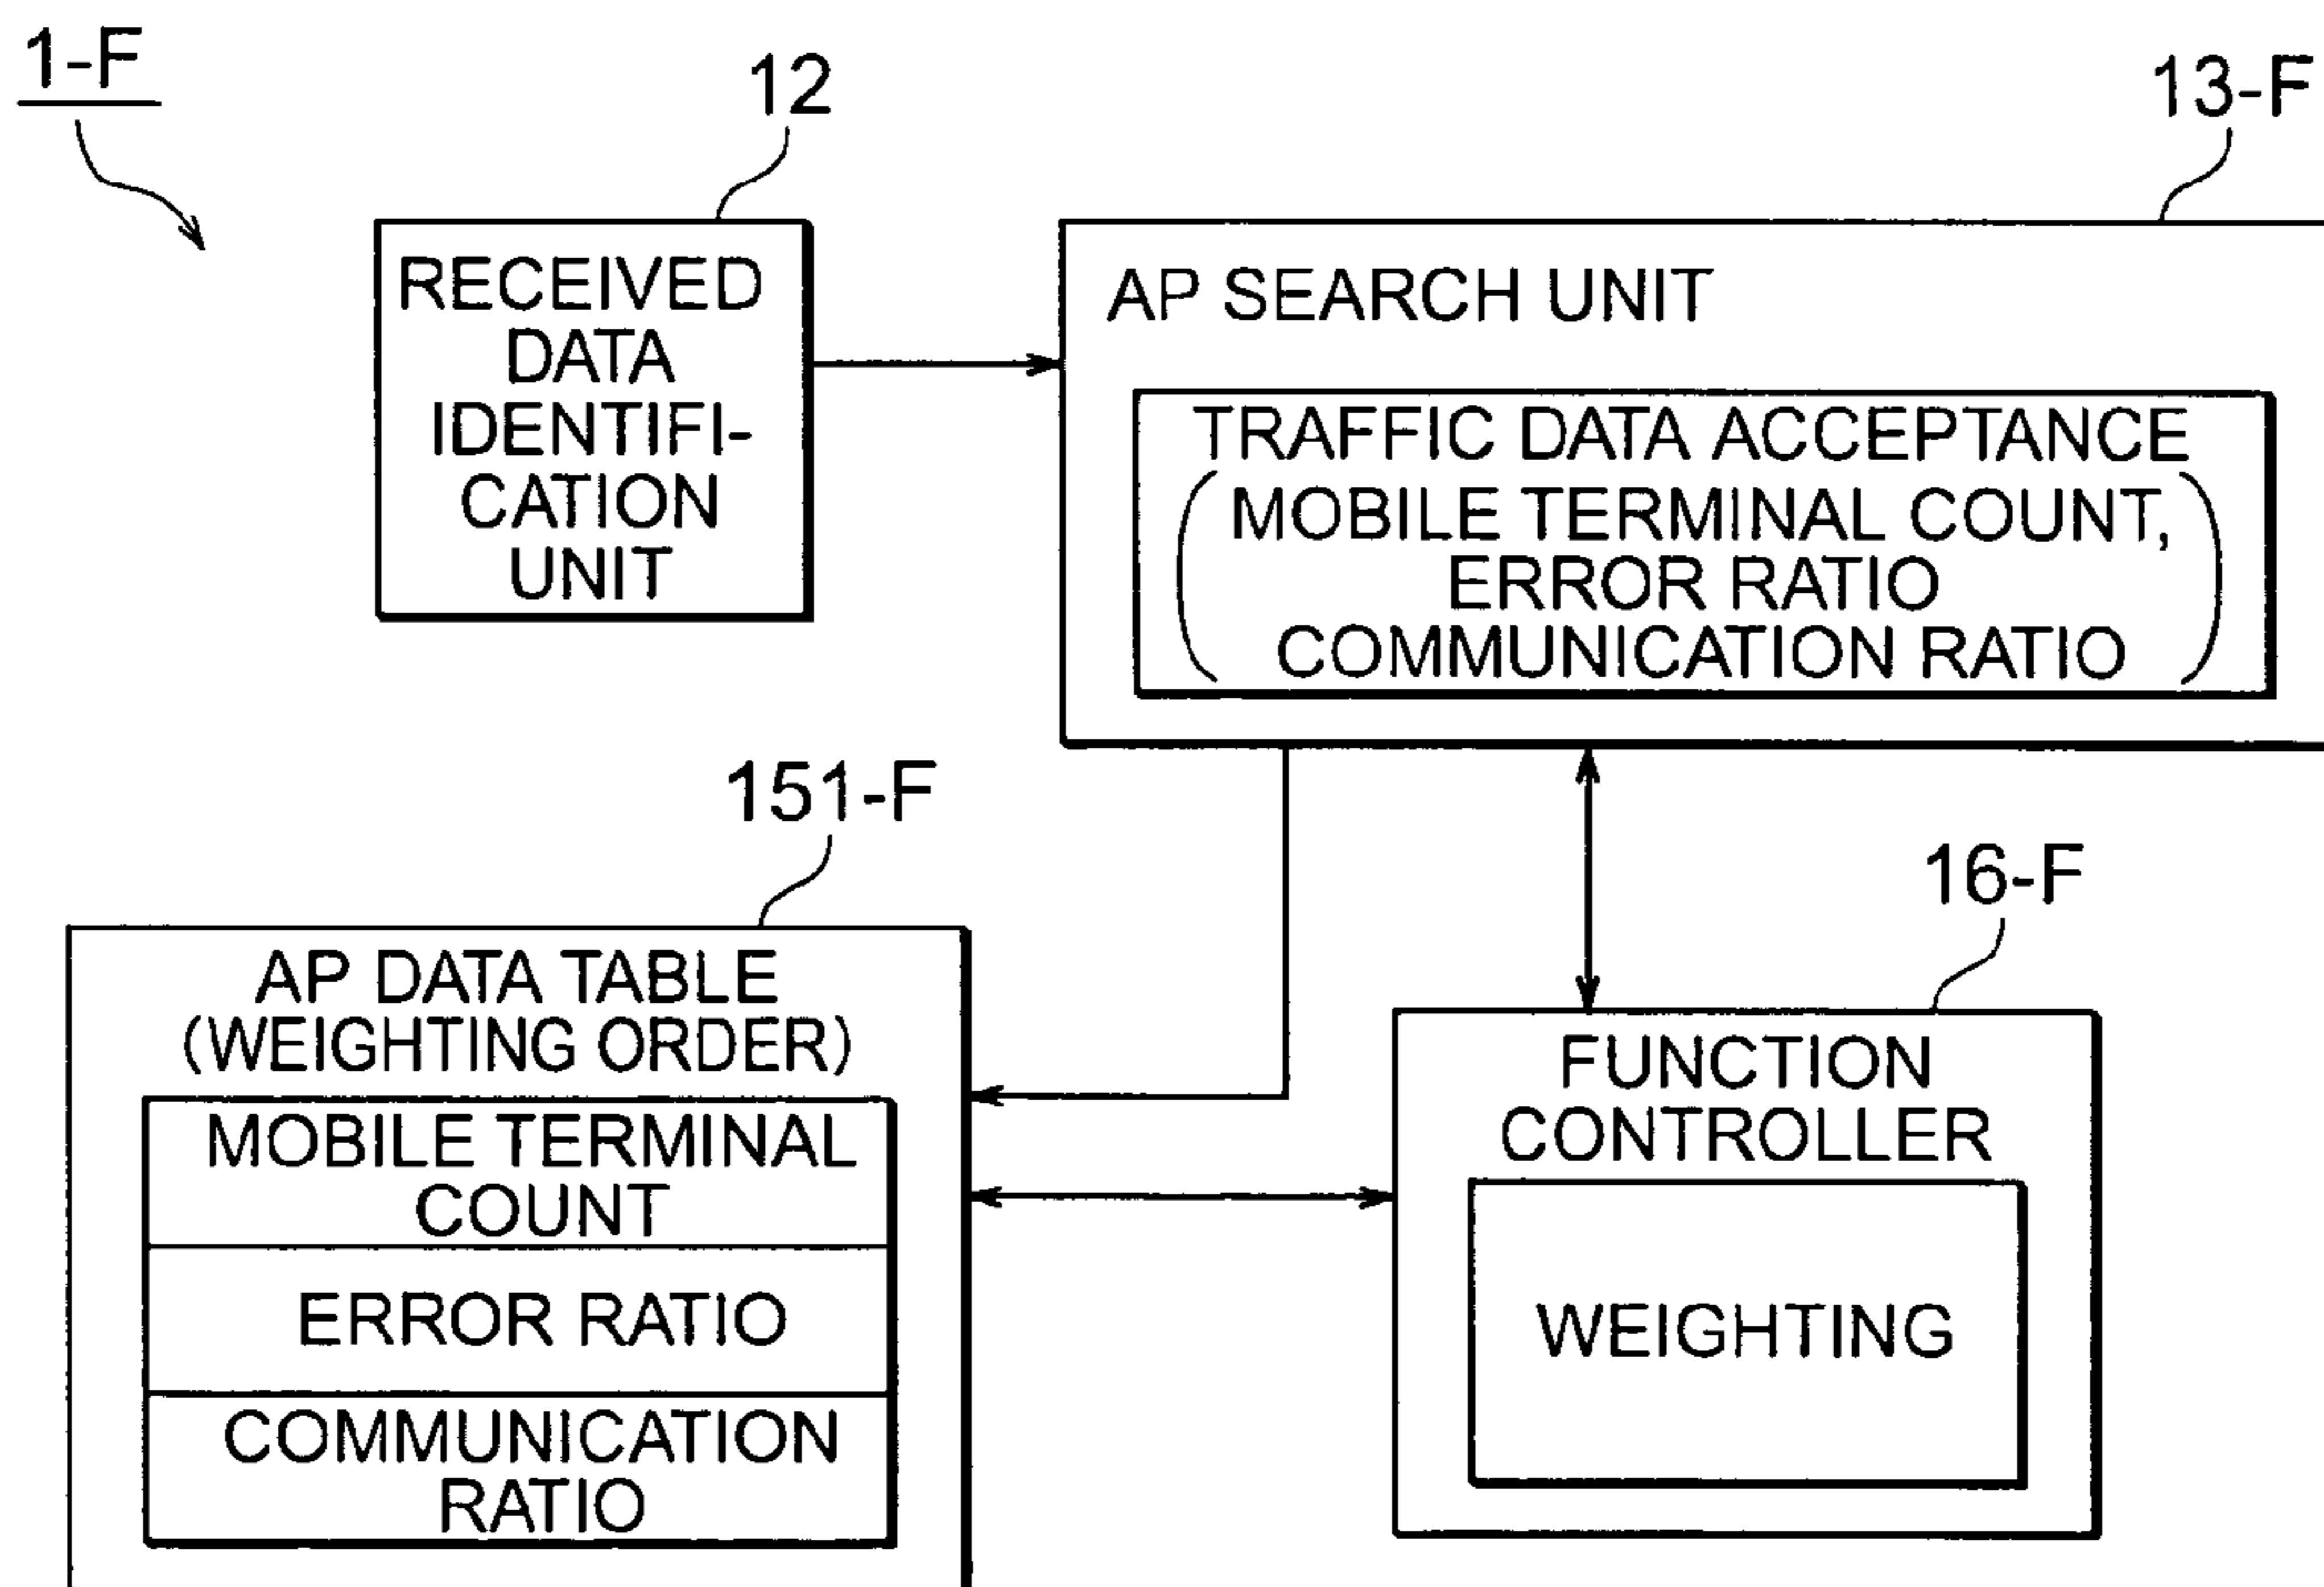 1-F
12
13-F
RECEIVED
DATA
IDENTIFI-
CATION
UNIT
AP SEARCH UNIT
TRAFFIC DATA ACCEPTANCE
(MOBILE TERMINAL COUNT,
ERROR RATIO
COMMUNICATION RATIO)
151-F
AP DATA TABLE
(WEIGHTING ORDER)
MOBILE TERMINAL
COUNT
ERROR RATIO
COMMUNICATION
RATIO
16-F
FUNCTION
CONTROLLER
WEIGHTING